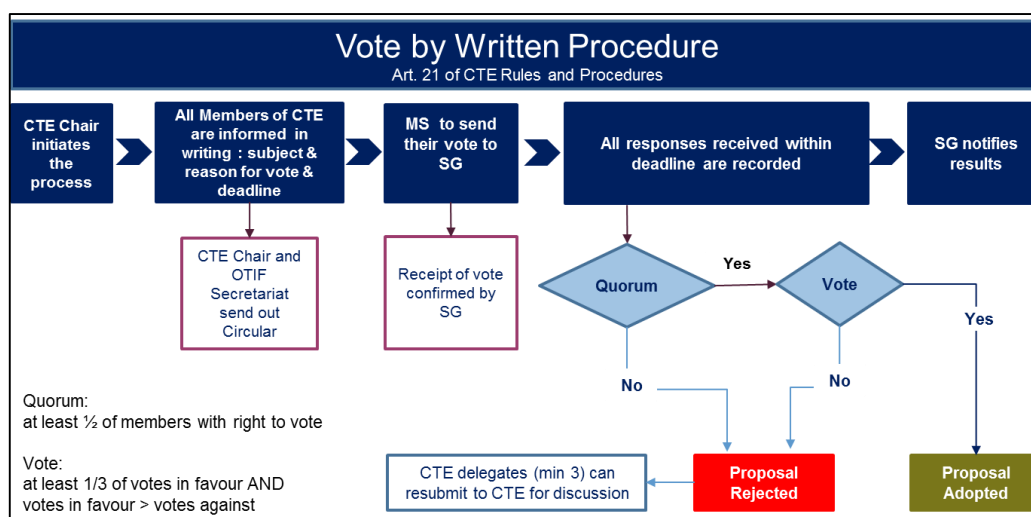 Vote by Written Procedure
Art. 21 of CTE Rules and Procedures
CTE Chair
initiates
the
process
All Members of CTE
are informed in
writing : subject &
reason for vote &
deadline
MS to send
their vote to
SG
All responses received within
deadline are recorded
SG notifies
results
CTE Chair and
OTIF
Secretariat
send out
Circular
Receipt of vote
confirmed by
SG
Quorum
Yes
Vote
Yes
No
No
Quorum:
at least ½ of members with right to vote
Vote:
at least 1/3 of votes in favour AND
votes in favour > votes against
CTE delegates (min 3) can
resubmit to CTE for discussion
Proposal
Rejected
Proposal
Adopted